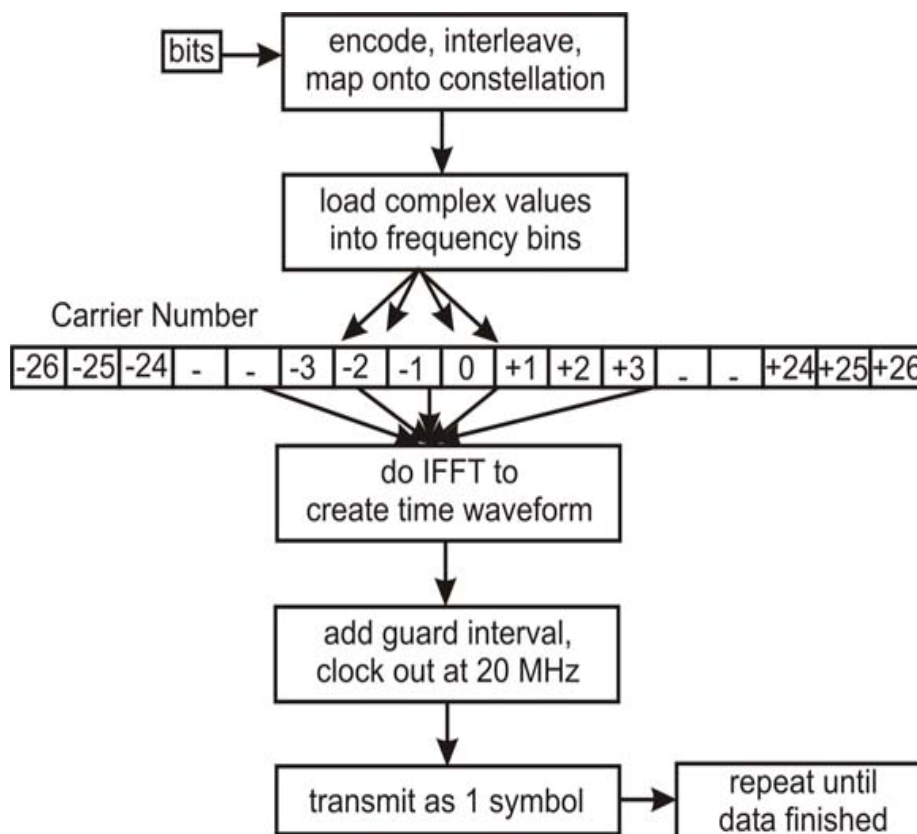 bits
encode, interleave,
map onto constellation
load complex values
into frequency bins
Carrier Number
-26 -25 -24 - - -3 -2 -1 0 +1 +2 +3 - - +24 +25 +26
do IFFT to
create time waveform
add guard interval,
clock out at 20 MHz
transmit as 1 symbol
repeat until
data finished